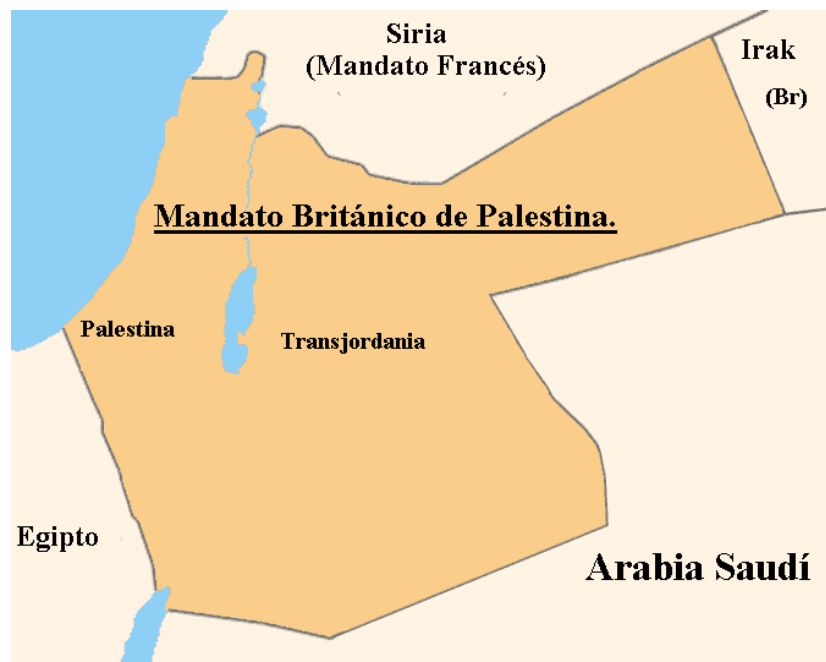 Siria
(Mandato Francés)
Irak
(Br)
Mandato Británico de Palestina.
Palestina
Transjordania
Egipto
Arabia Saudí